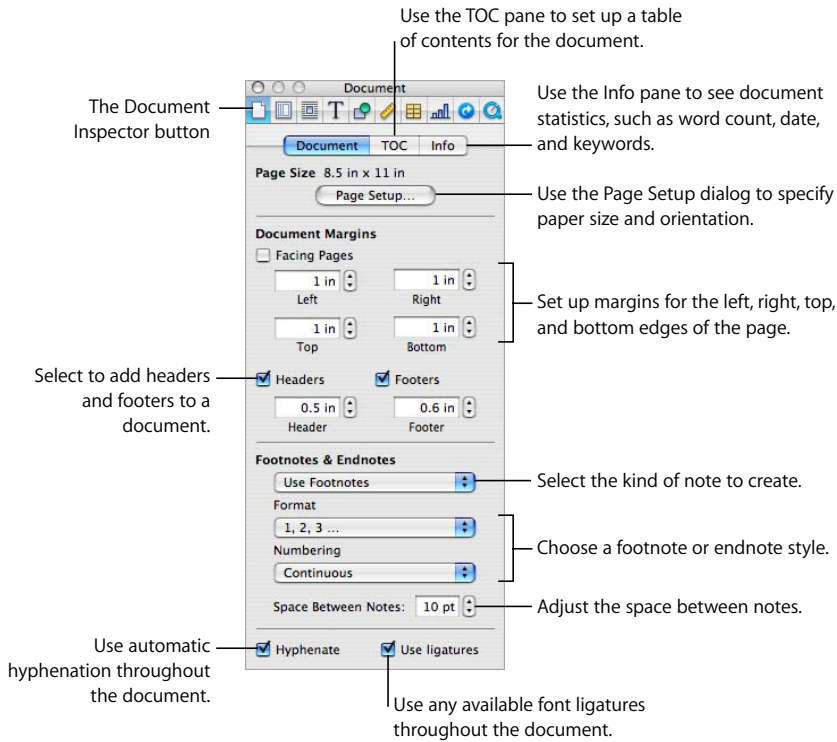 Use the TOC pane to set up a table
of contents for the document.
The Document
Inspector button
Document
T
Use the Info pane to see document
statistics, such as word count, date,
and keywords.
Document TOC Info
Page Size 8.5 in x 11 in
Page Setup...
Use the Page Setup dialog to specify
paper size and orientation.
Document Margins
Facing Pages
1 in 1 in
Left Right
1 in 1 in
Top Bottom
Set up margins for the left, right, top,
and bottom edges of the page.
Select to add headers
and footers to a
document.
Headers Footers
0.5 in 0.6 in
Header Footer
Footnotes & Endnotes
Use Footnotes
Select the kind of note to create.
Format
1, 2, 3 ...
Numbering
Continuous
Choose a footnote or endnote style.
Space Between Notes: 10 pt
Adjust the space between notes.
Use automatic
hyphenation throughout
the document.
Hyphenate Use ligatures
Use any available font ligatures
throughout the document.